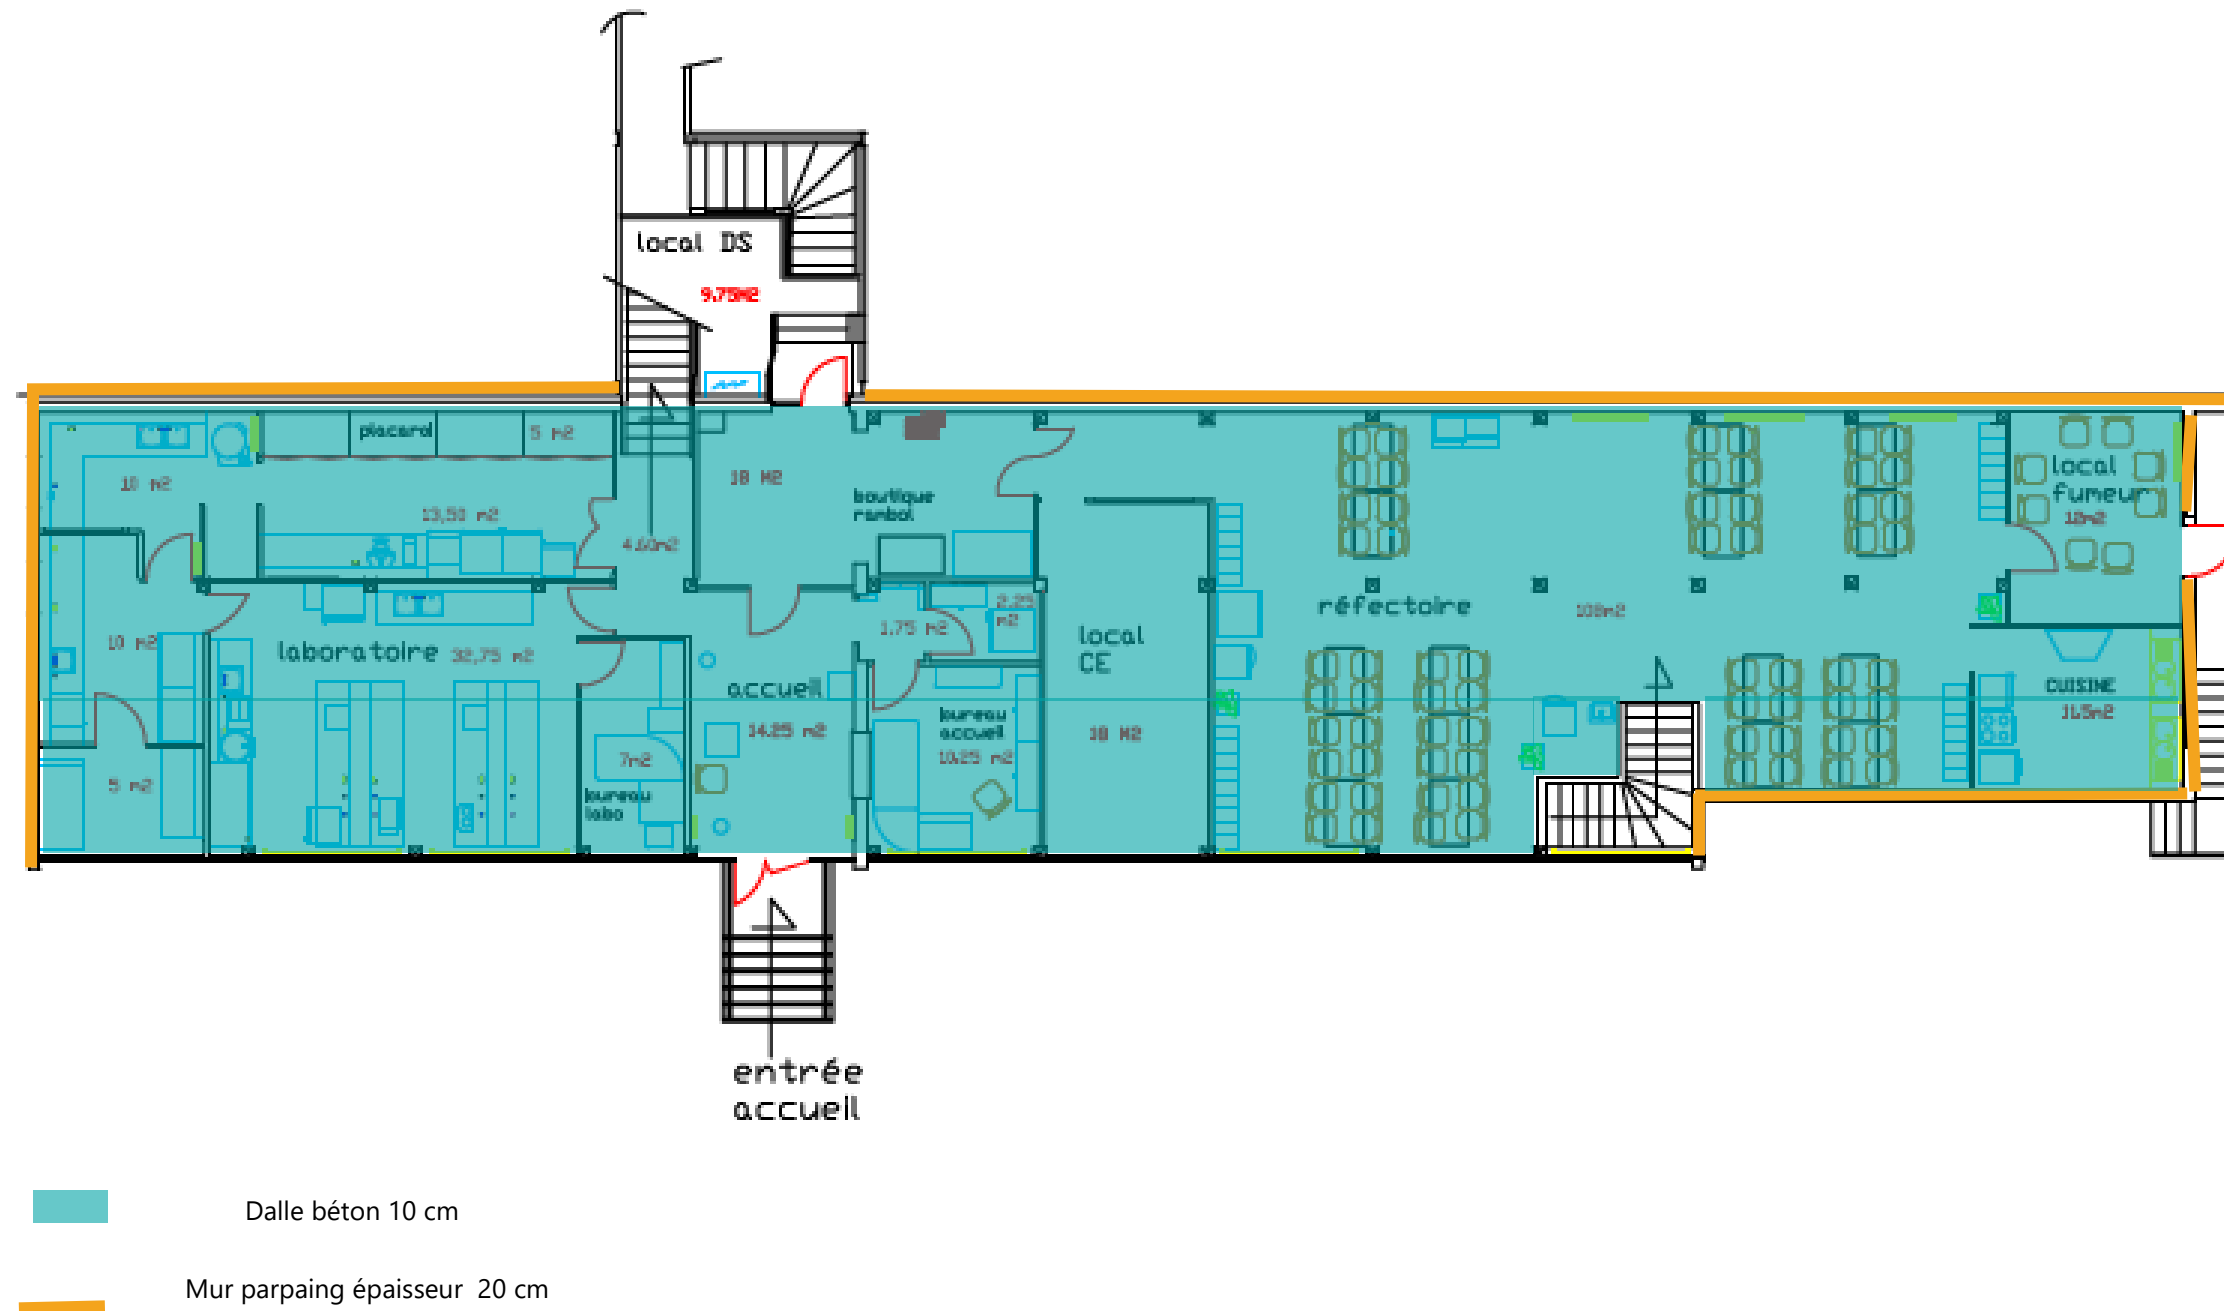 local DS
9.75M2
placard
5 m2
10 m2
18 M2
boutique
rambol
13,50 m2
4.60m2
local
fumeur
12m2
réfectoire
108m2
2.25
m2
1.75 m2
10 m2
laboratoire 32,75 m2
local
CE
accueil
14.25 m2
CUISINE
11.5m2
bureau
accueil
10.25 m2
18 M2
7m2
bureau
labo
5 m2
entrée
accueil
Dalle béton 10 cm
Mur parpaing épaisseur 20 cm